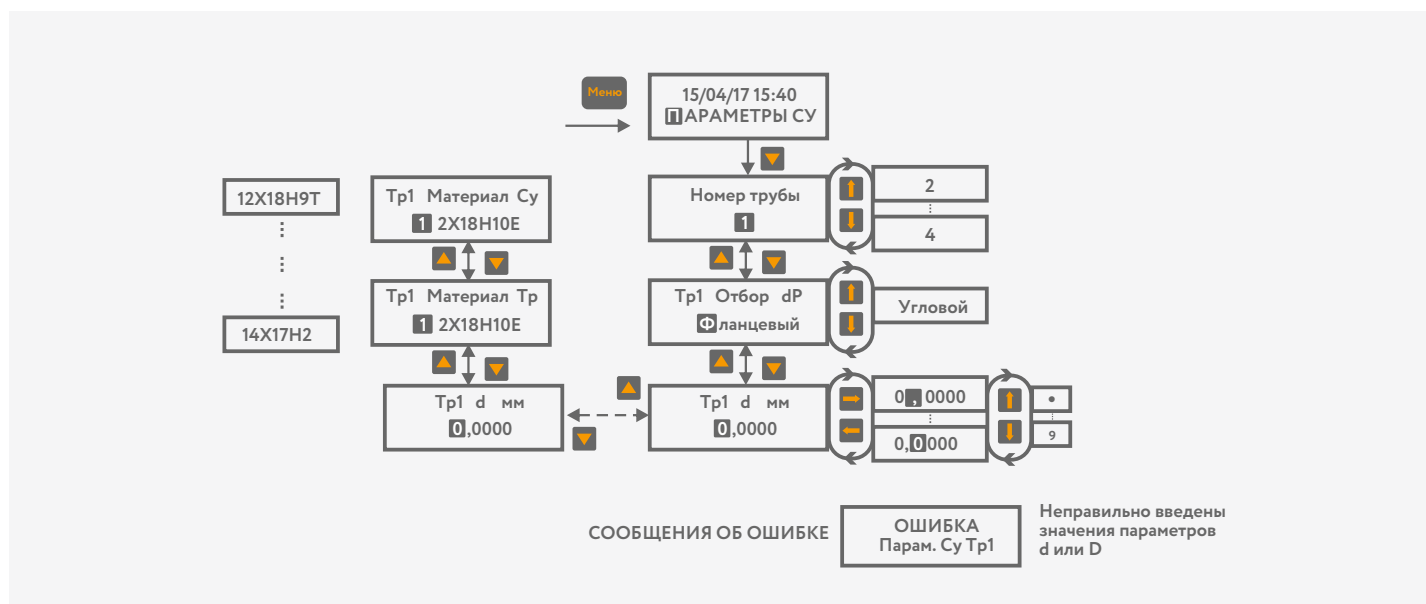 Меню
15/04/17 15:40
ПАРАМЕТРЫ СУ
12Х18Н9Т
14Х17Н2
Тр1 Материал Су
1 2Х18Н10Е
Тр1 Материал Тр
1 2Х18Н10Е
Тр1 d мм
0,0000
Номер трубы
1
2
4
Тр1 Отбор dP
Фланцевый
Угловой
Тр1 d мм
0,0000
0,0000
0,0000
•
9
СООБЩЕНИЯ ОБ ОШИБКЕ
ОШИБКА
Парам. Су Тр1
Неправильно введены
значения параметров
d или D